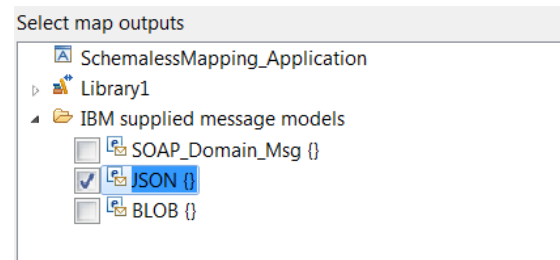 Select map outputs
SchemalessMapping_Application
Library1
IBM supplied message models
SOAP_Domain_Msg {}
JSON {}
BLOB {}